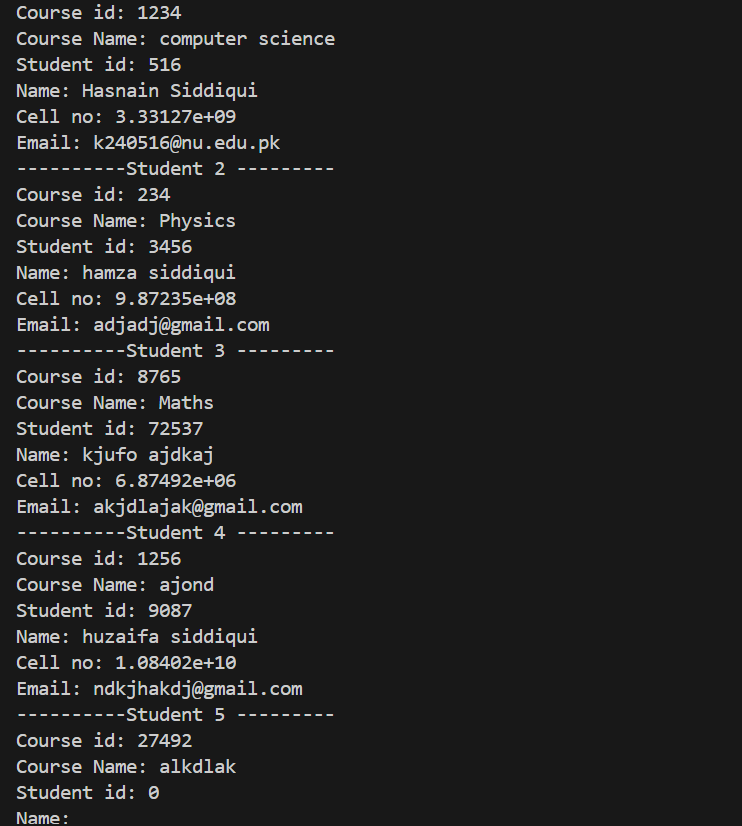 Course id: 1234
Course Name: computer science
Student id: 516
Name: Hasnain Siddiqui
Cell no: 3.33127e+09
Email: k240516@nu.edu.pk
----------Student 2 ---------
Course id: 234
Course Name: Physics
Student id: 3456
Name: hamza siddiqui
Cell no: 9.87235e+08
Email: adjadj@gmail.com
----------Student 3 ---------
Course id: 8765
Course Name: Maths
Student id: 72537
Name: kjufo ajdkaj
Cell no: 6.87492e+06
Email: akjdlajak@gmail.com
----------Student 4 ---------
Course id: 1256
Course Name: ajond
Student id: 9087
Name: huzaifa siddiqui
Cell no: 1.08402e+10
Email: ndkjhakdj@gmail.com
----------Student 5 ---------
Course id: 27492
Course Name: alkdlak
Student id: 0
Name: